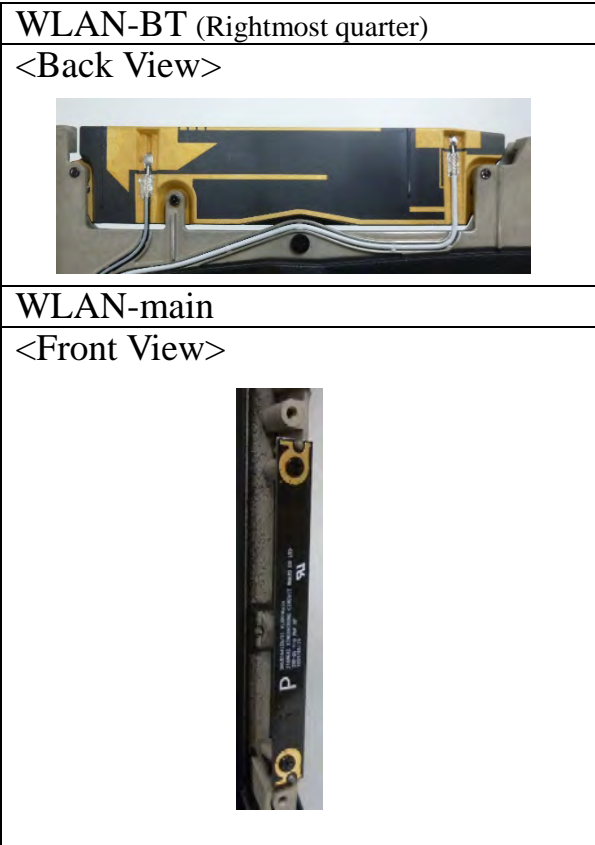 WLAN-BT (Rightmost quarter)
<Back View>
WLAN-main
<Front View>
P